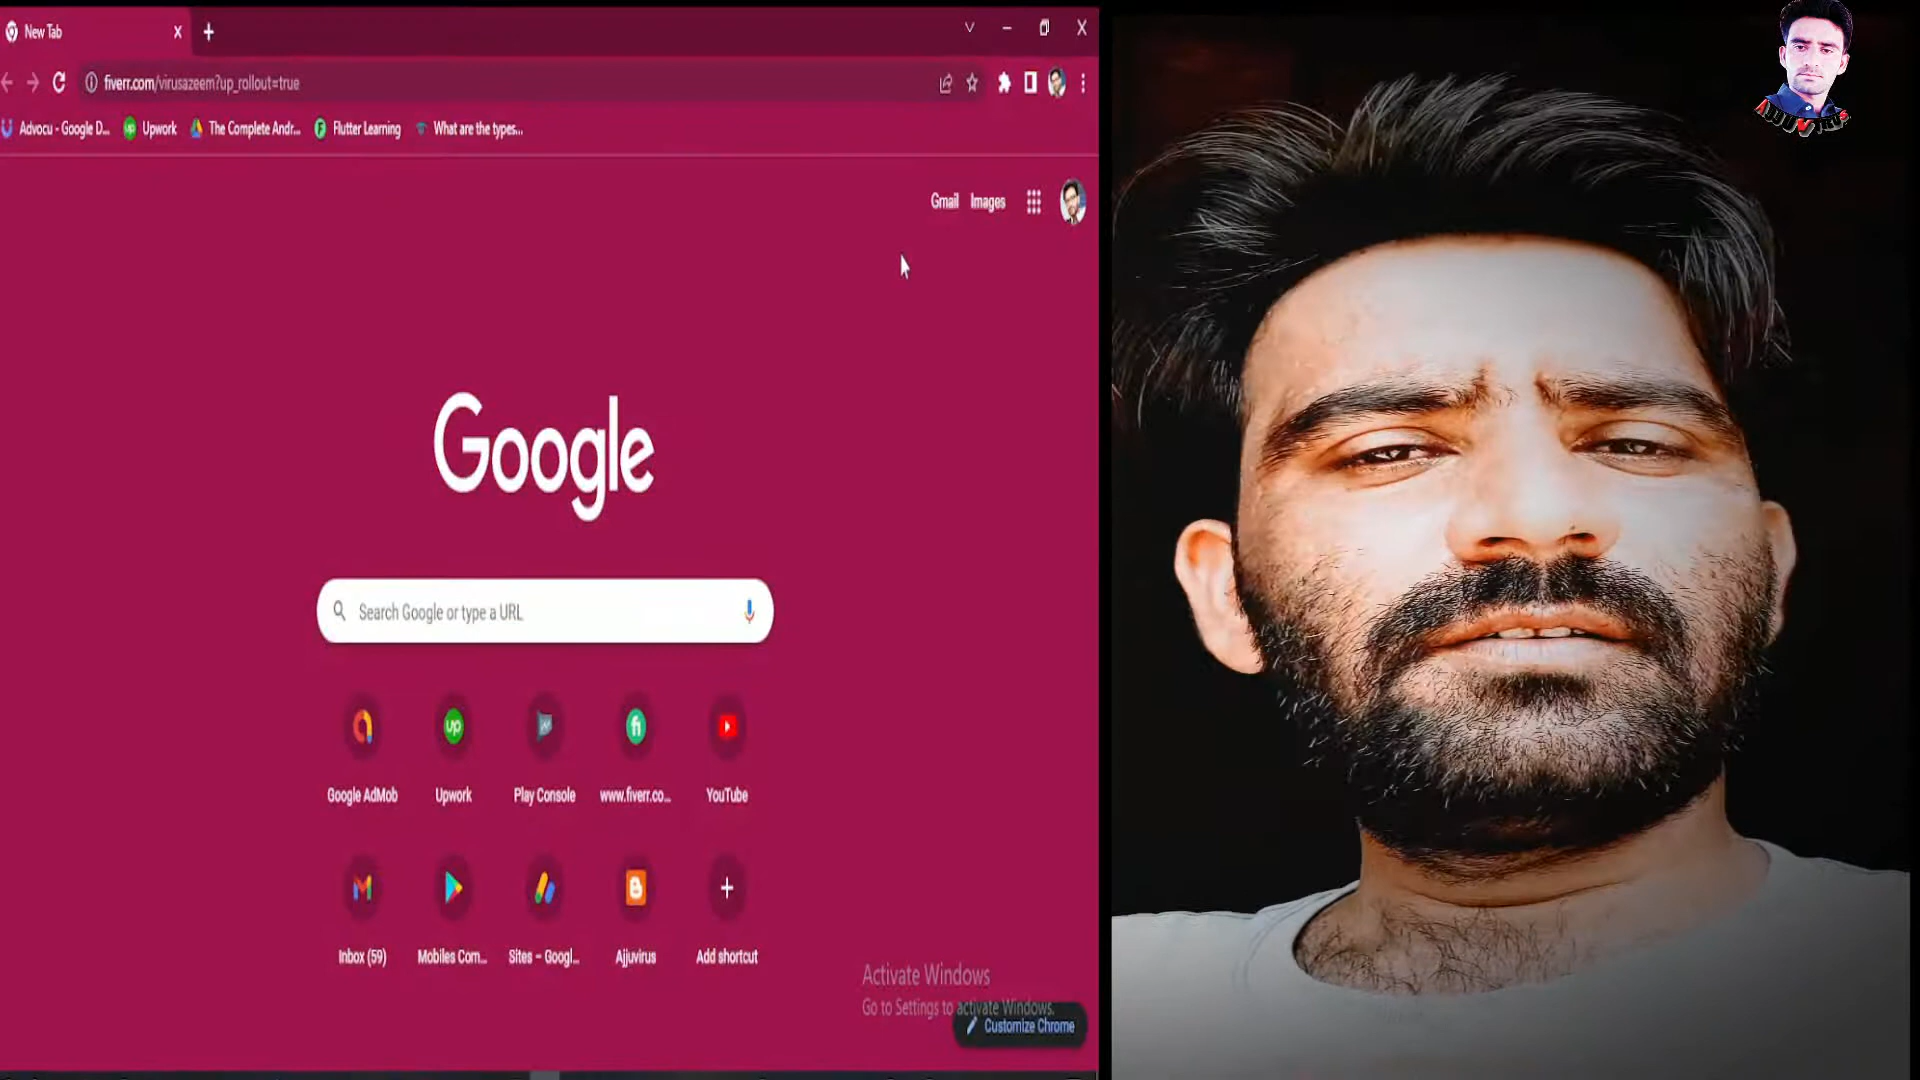 New Tab
fiverr.com/virusazeem?up_rollout=true
Advocu - Google D...
Upwork
The Complete Andr...
Flutter Learning
What are the types...
Gmail
Images
Google
Search Google or type a URL
Google AdMob
Upwork
Play Console
www.fiverr.co...
YouTube
Inbox (59)
Mobiles Com...
Sites – Googl...
Ajjuvirus
Add shortcut
Activate Windows
Go to Settings to activate Windows.
Customize Chrome